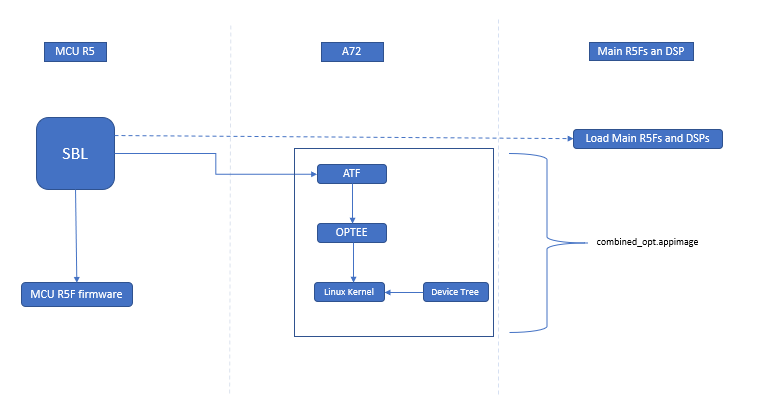 MCU R5
A72
Main R5Fs an DSP
SBL
Load Main R5Fs and DSPs
ATF
OPTEE
combined_opt.appimage
MCU R5F firmware
Linux Kernel
Device Tree